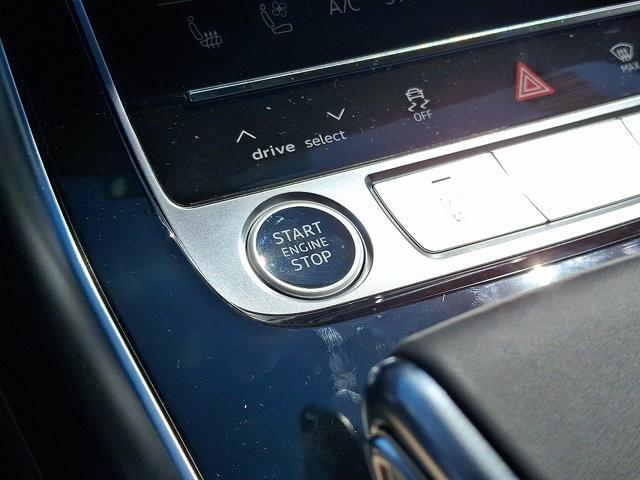 A/C
MAX
OFF
drive select
START
ENGINE
STOP